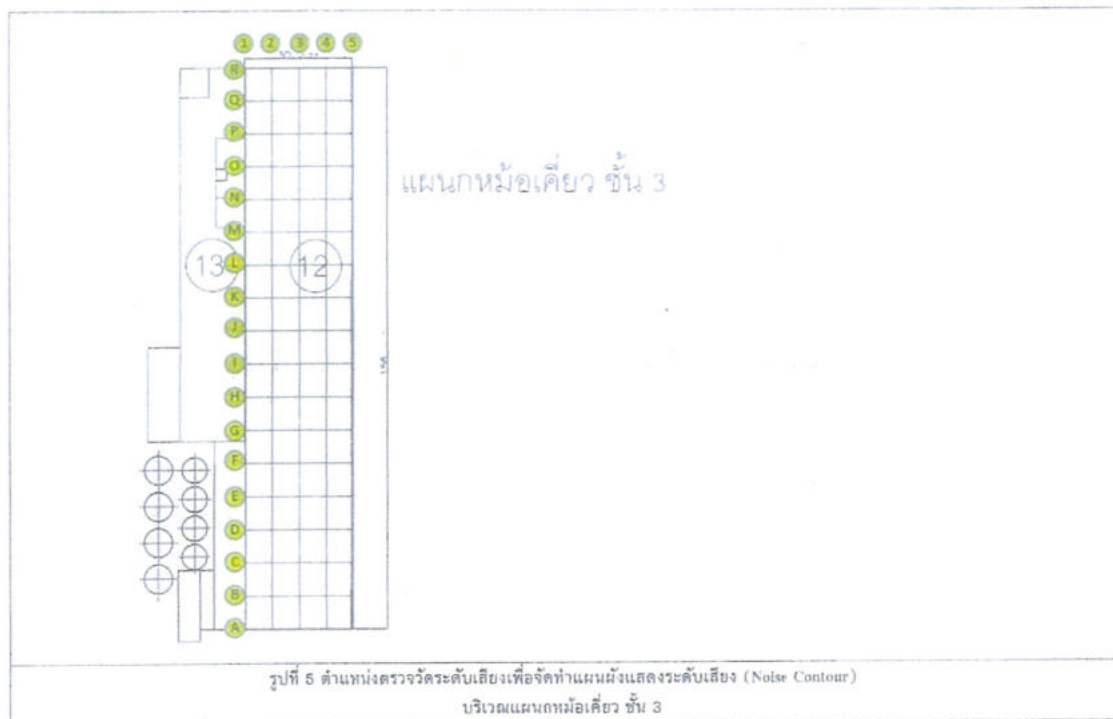 1 2 3 4 5
R
Q
P
แผนกหม้อเคี่ยว ชั้น 3
O
N
M
13 L 12
K
J
I
H
G
F
E
D
C
B
A
รูปที่ 5 ตำแหน่งตรวจวัดระดับเสียงเพื่อจัดทำแผนผังแสดงระดับเสียง (Noise Contour)
บริเวณแผนกหม้อเคี่ยว ชั้น 3